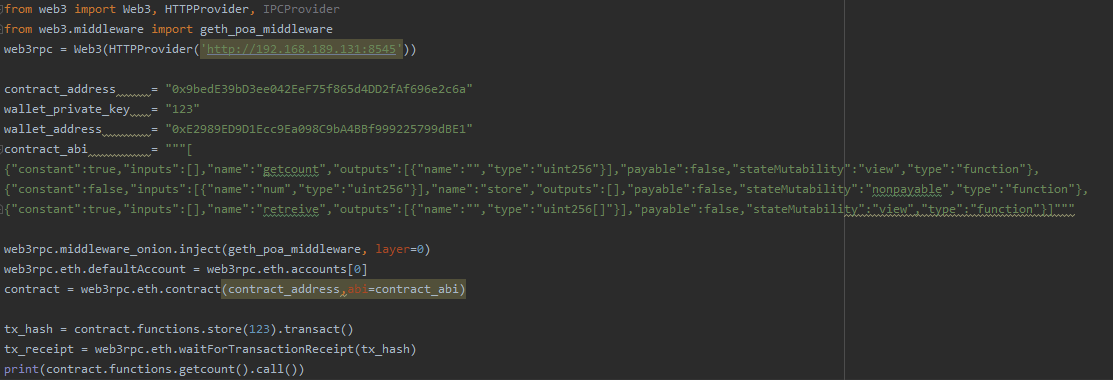 from web3 import Web3, HTTPProvider, IPCProvider
from web3.middleware import geth_poa_middleware
web3rpc = Web3(HTTPProvider('http://192.168.189.131:8545'))
contract_address = "0x9bedE39bD3ee042EeF75f865d4DD2fAf696e2c6a"
wallet_private_key = "123"
wallet_address = "0xE2989ED9D1Ecc9Ea098C9bA4BBf999225799dBE1"
contract_abi = """[
{"constant":true,"inputs":[],"name":"getcount","outputs":[{"name":"","type":"uint256"}],"payable":false,"stateMutability":"view","type":"function"},
{"constant":false,"inputs":[{"name":"num","type":"uint256"}],"name":"store","outputs":[],"payable":false,"stateMutability":"nonpayable","type":"function"},
{"constant":true,"inputs":[],"name":"retreive","outputs":[{"name":"","type":"uint256[]"}],"payable":false,"stateMutability":"view","type":"function"}]"""
web3rpc.middleware_onion.inject(geth_poa_middleware, layer=0)
web3rpc.eth.defaultAccount = web3rpc.eth.accounts[0]
contract = web3rpc.eth.contract(contract_address,abi=contract_abi)
tx_hash = contract.functions.store(123).transact()
tx_receipt = web3rpc.eth.waitForTransactionReceipt(tx_hash)
print(contract.functions.getcount().call())